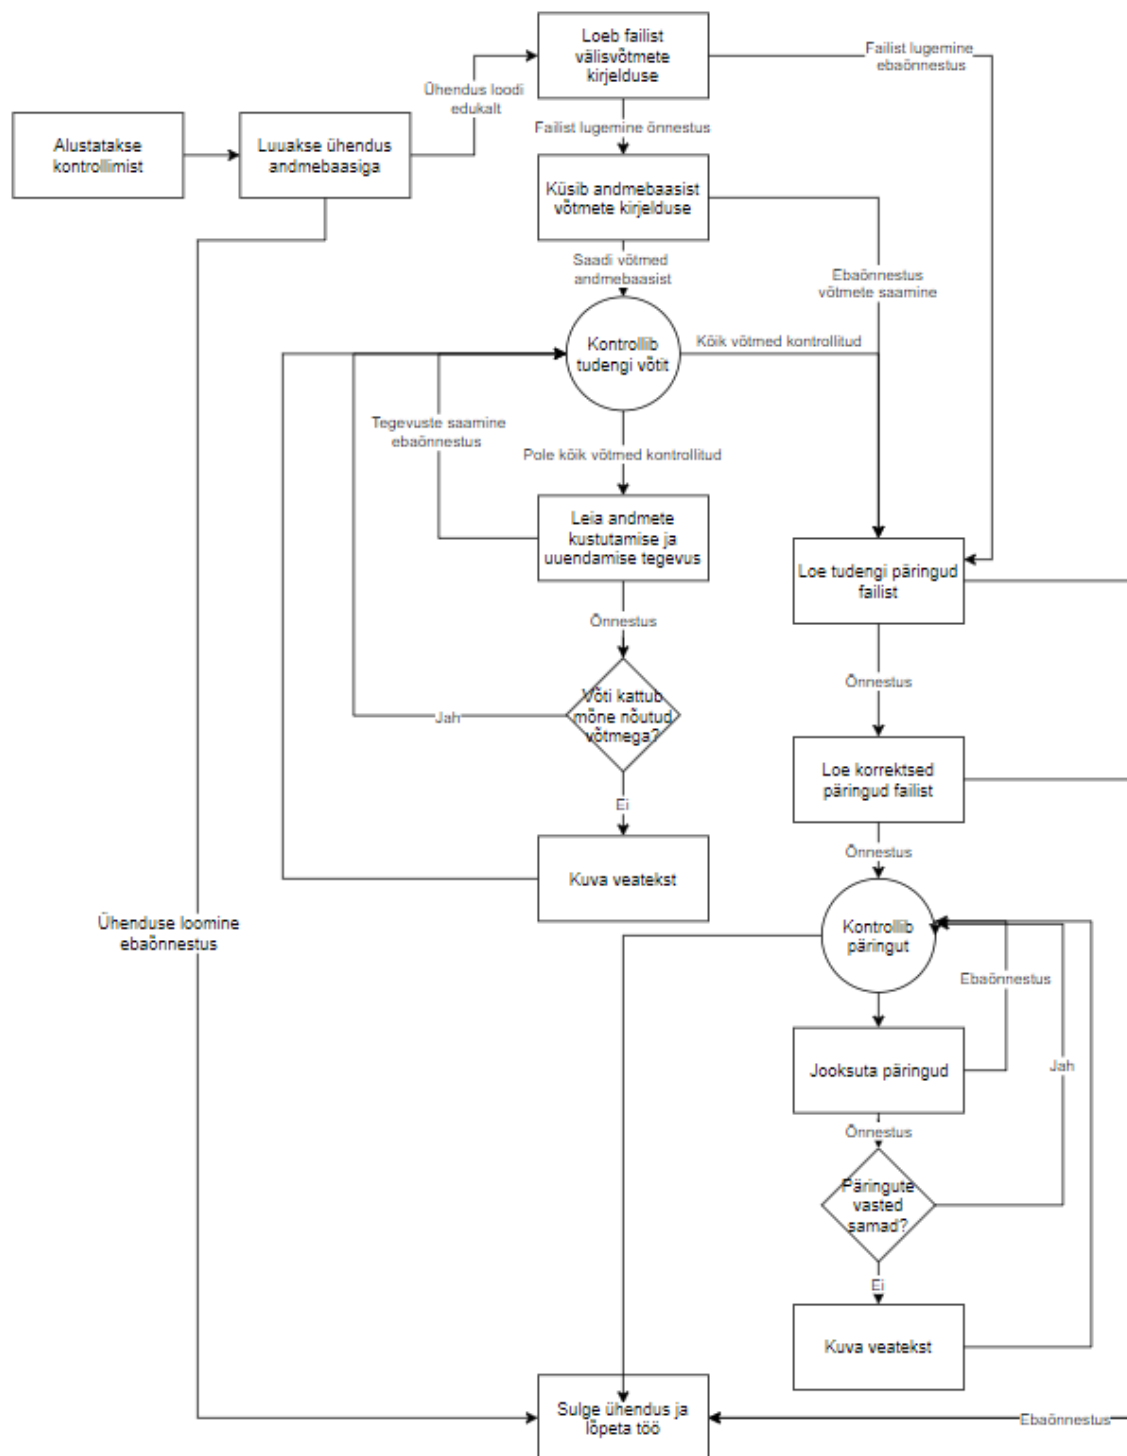 Loeb failist
välisvõtmete
kirjelduse
Failist lugemine
ebaõnnestus
Ühendus loodi
edukalt
Alustatakse
kontrollimist
Luuakse ühendus
andmebaasiga
Failist lugemine õnnestus
Küsib andmebaasist
võtmete kirjelduse
Saadi võtmed
andmebaasist
Ebaõnnestus
võtmete saamine
Kontrollib
tudengi võtit
Kõik võtmed kontrollitud
Tegevuste saamine
ebaõnnestus
Pole kõik võtmed kontrollitud
Leia andmete
kustutamise ja
uuendamise tegevus
Loe tudengi päringud
failist
Õnnestus
Õnnestus
Võti kattub
mõne nõutud
võtmega?
Jah
Loe korrektsed
päringud failist
Ei
Õnnestus
Kuva veatekst
Ühenduse loomine
ebaõnnestus
Kontrollib
päringut
Ebaõnnestus
Jooksuta päringud
Jah
Õnnestus
Päringute
vasted
samad?
Ei
Kuva veatekst
Sulge ühendus ja
lõpeta töö
Ebaõnnestus